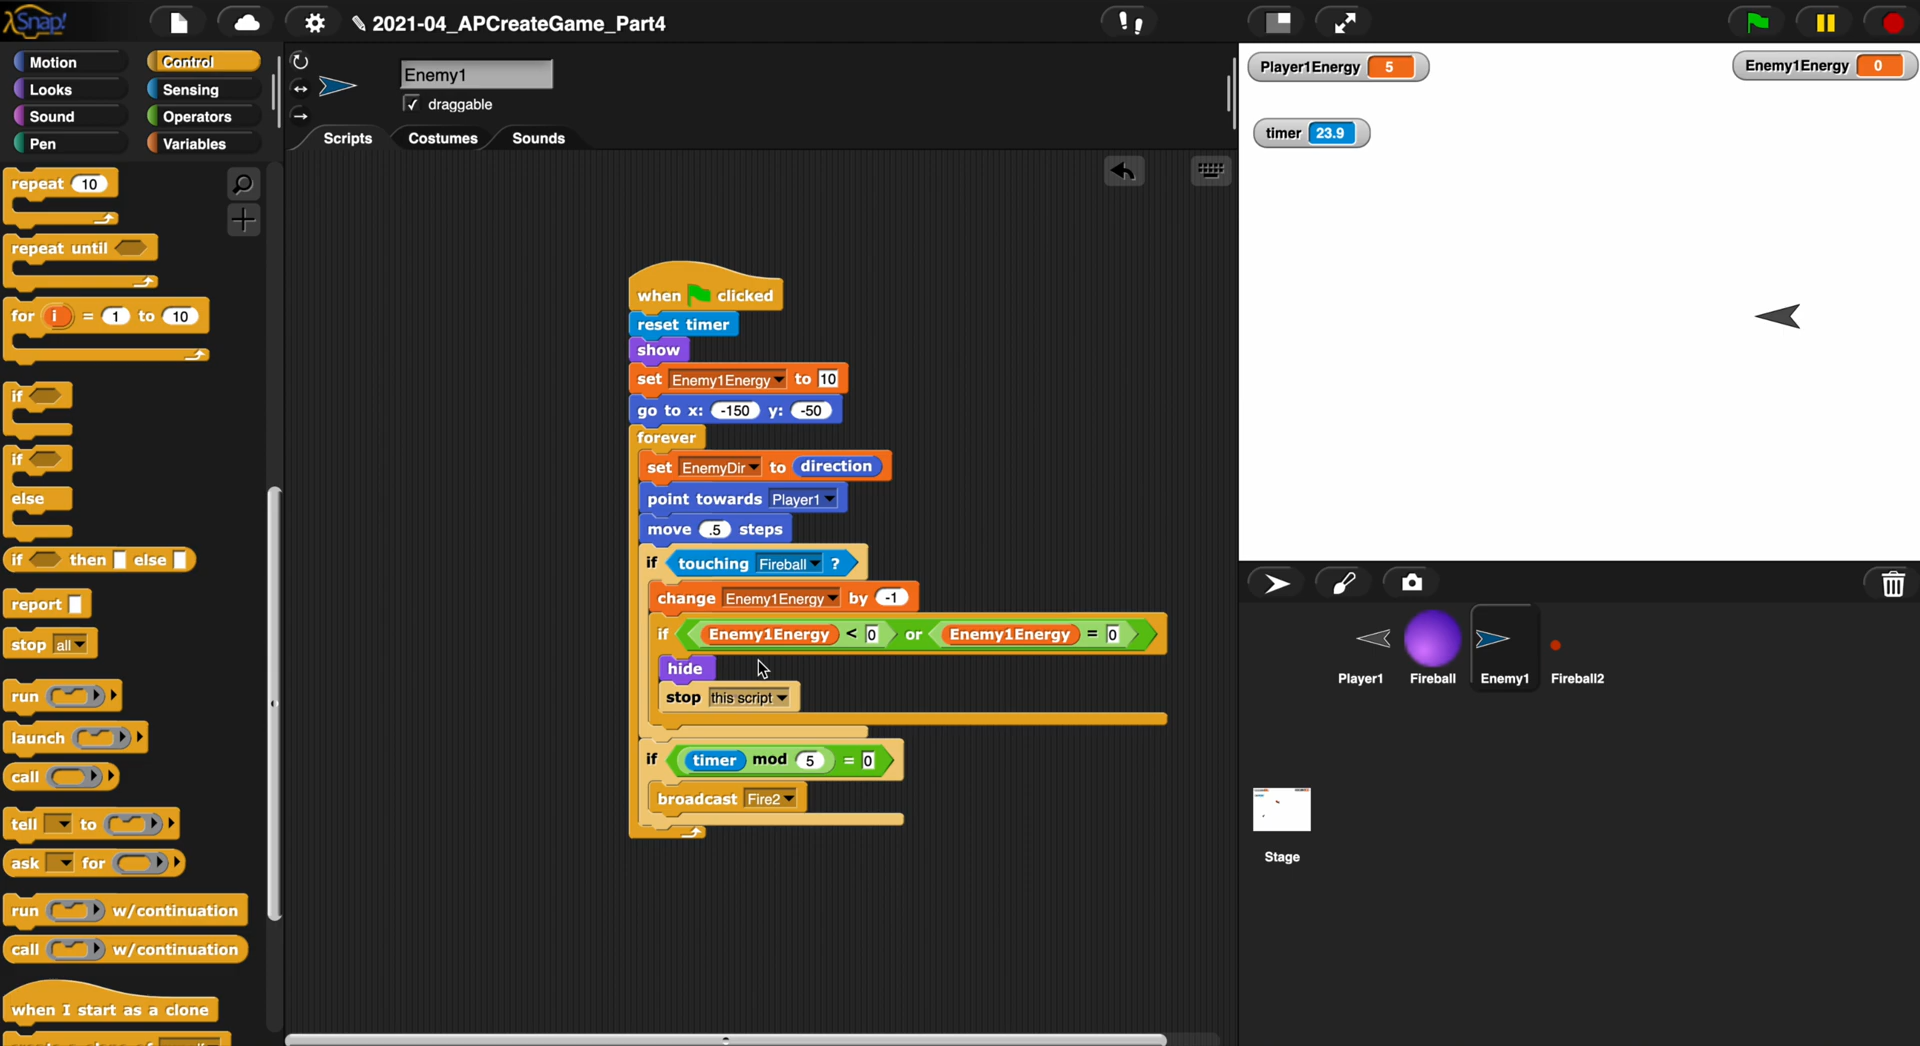 Snap!
2021-04_APCreateGame_Part4
Motion
Control
Looks
Sensing
Sound
Operators
Pen
Variables
Enemy1
draggable
Scripts
Costumes
Sounds
repeat 10
repeat until
for i = 1 to 10
if
if
else
if then else
report
stop all
run
launch
call
tell to
ask for
run w/continuation
call w/continuation
when I start as a clone
when clicked
reset timer
show
set Enemy1Energy to 10
go to x: -150 y: -50
forever
set EnemyDir to direction
point towards Player1
move .5 steps
if touching Fireball ?
change Enemy1Energy by -1
if Enemy1Energy < 0 or Enemy1Energy = 0
hide
stop this script
if timer mod 5 = 0
broadcast Fire2
Player1Energy 5
Enemy1Energy 0
timer 23.9
Player1
Fireball
Enemy1
Fireball2
Stage